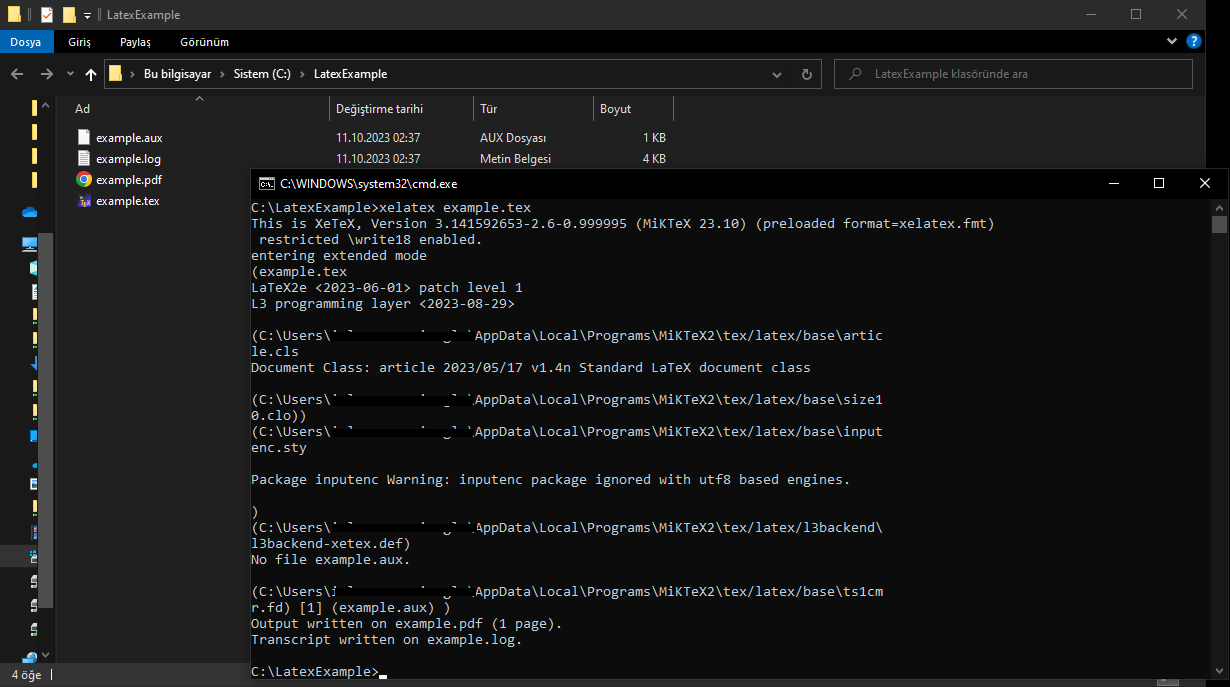 LatexExample
Dosya Giriş Paylaş Görünüm
Bu bilgisayar › Sistem (C:) › LatexExample
LatexExample klasöründe ara
Ad Değiştirme tarihi Tür Boyut
example.aux 11.10.2023 02:37 AUX Dosyası 1 KB
example.log 11.10.2023 02:37 Metin Belgesi 4 KB
example.pdf
example.tex
4 öğe
C:\WINDOWS\system32\cmd.exe
C:\LatexExample>xelatex example.tex
This is XeTeX, Version 3.141592653-2.6-0.999995 (MiKTeX 23.10) (preloaded format=xelatex.fmt)
restricted \write18 enabled.
entering extended mode
(example.tex
LaTeX2e <2023-06-01> patch level 1
L3 programming layer <2023-08-29>
(C:\Users\ \AppData\Local\Programs\MiKTeX2\tex/latex/base\artic
le.cls
Document Class: article 2023/05/17 v1.4n Standard LaTeX document class
(C:\Users\ \AppData\Local\Programs\MiKTeX2\tex/latex/base\size1
0.clo))
(C:\Users\ \AppData\Local\Programs\MiKTeX2\tex/latex/base\input
enc.sty
Package inputenc Warning: inputenc package ignored with utf8 based engines.
)
(C:\Users\ \AppData\Local\Programs\MiKTeX2\tex/latex/l3backend\
l3backend-xetex.def)
No file example.aux.
(C:\Users\ \AppData\Local\Programs\MiKTeX2\tex/latex/base\ts1cm
r.fd) [1] (example.aux) )
Output written on example.pdf (1 page).
Transcript written on example.log.
C:\LatexExample>